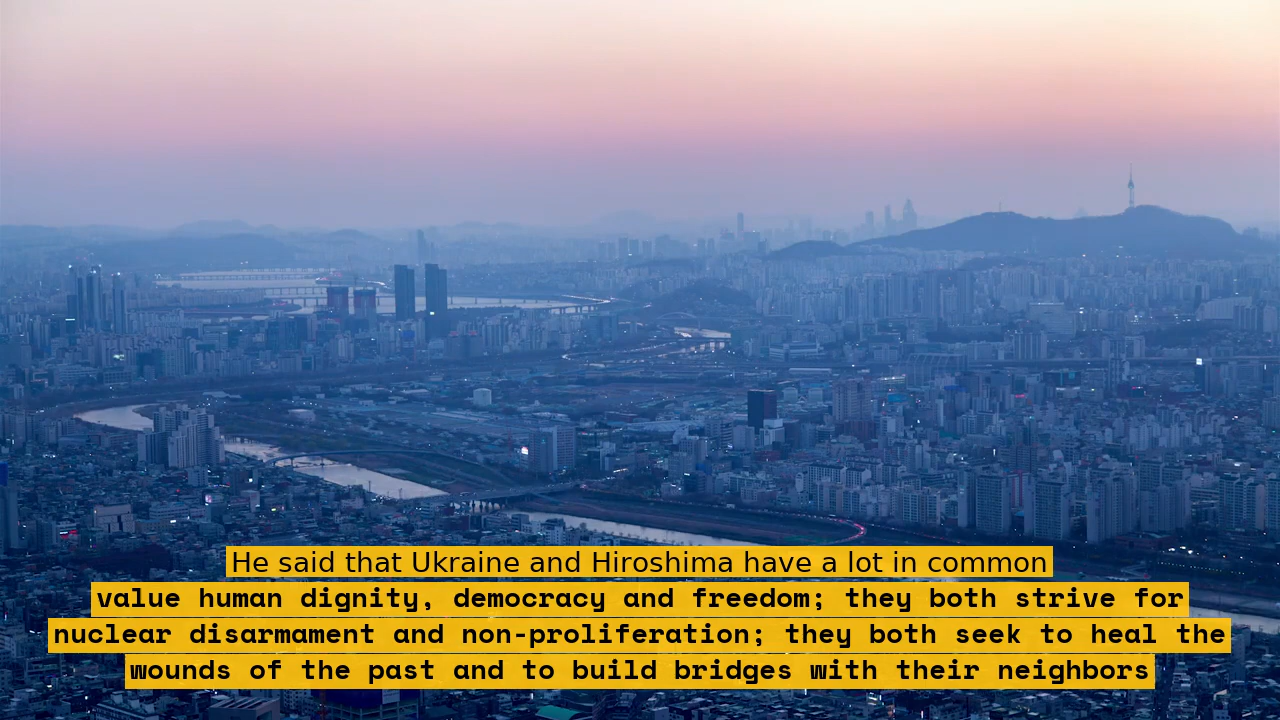 He said that Ukraine and Hiroshima have a lot in common
value human dignity, democracy and freedom; they both strive for
nuclear disarmament and non-proliferation; they both seek to heal the
wounds of the past and to build bridges with their neighbors